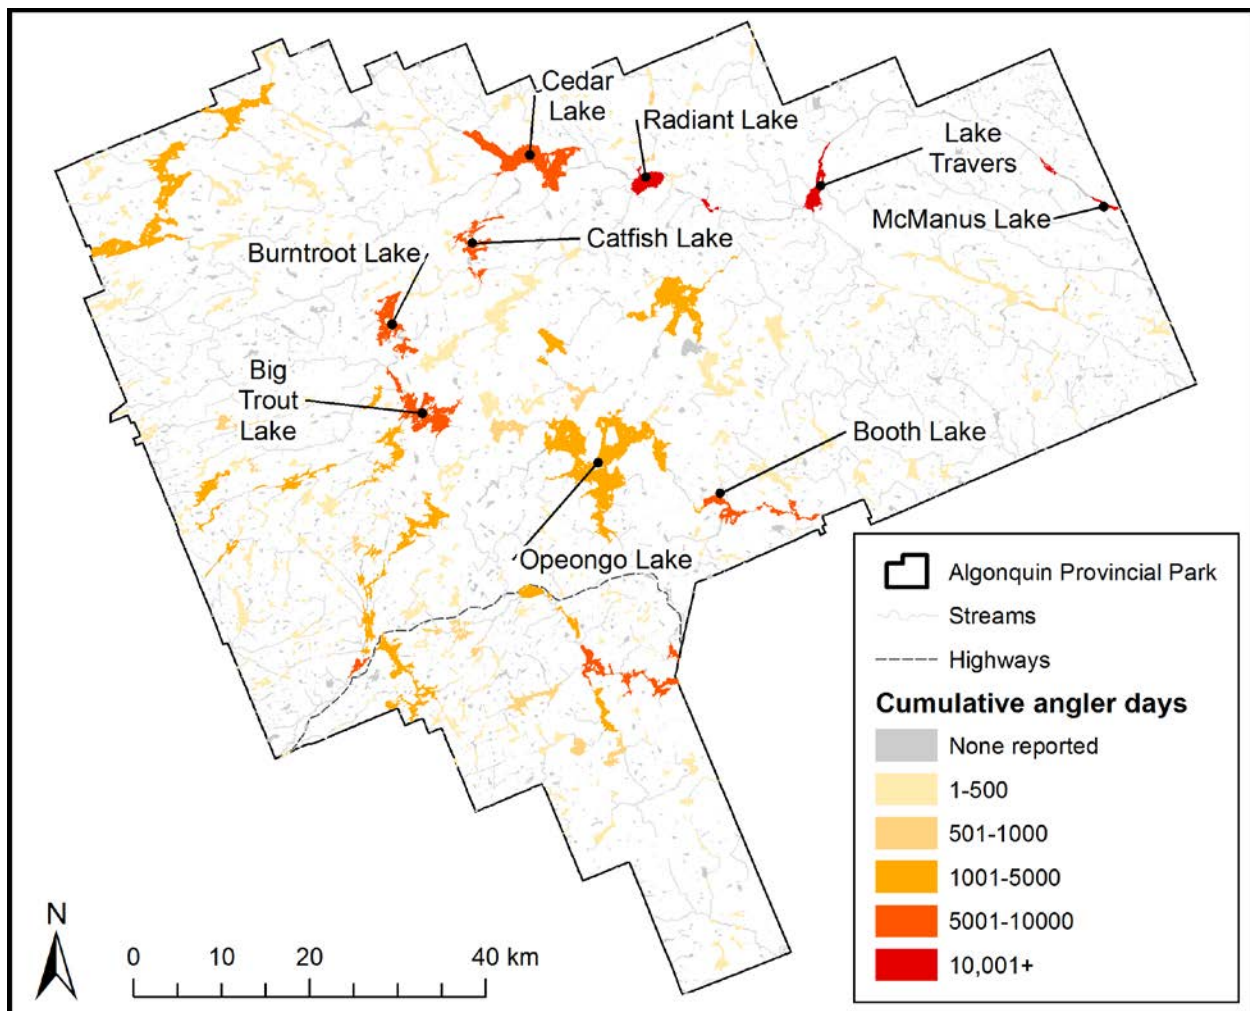 Cedar
Lake
Radiant Lake
Lake
Travers
McManus Lake
Burntroot Lake
Catfish Lake
Big
Trout
Lake
Booth Lake
Opeongo Lake
Algonquin Provincial Park
Streams
Highways
Cumulative angler days
None reported
1-500
501-1000
1001-5000
5001-10000
10,001+
N
0 10 20 40 km